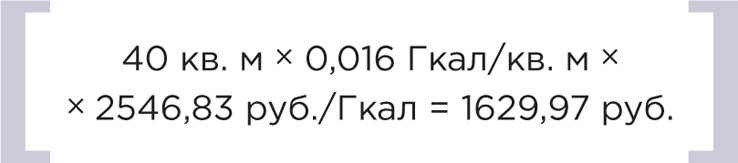 40 кв. м × 0,016 Гкал/кв. м ×
× 2546,83 руб./Гкал = 1629,97 руб.